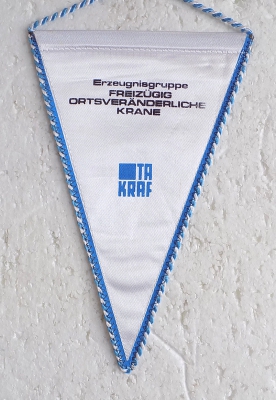 Erzeugnisgruppe
FREIZÜGIG
ORTSVERÄNDERLICHE
KRANE
TA
KRAF